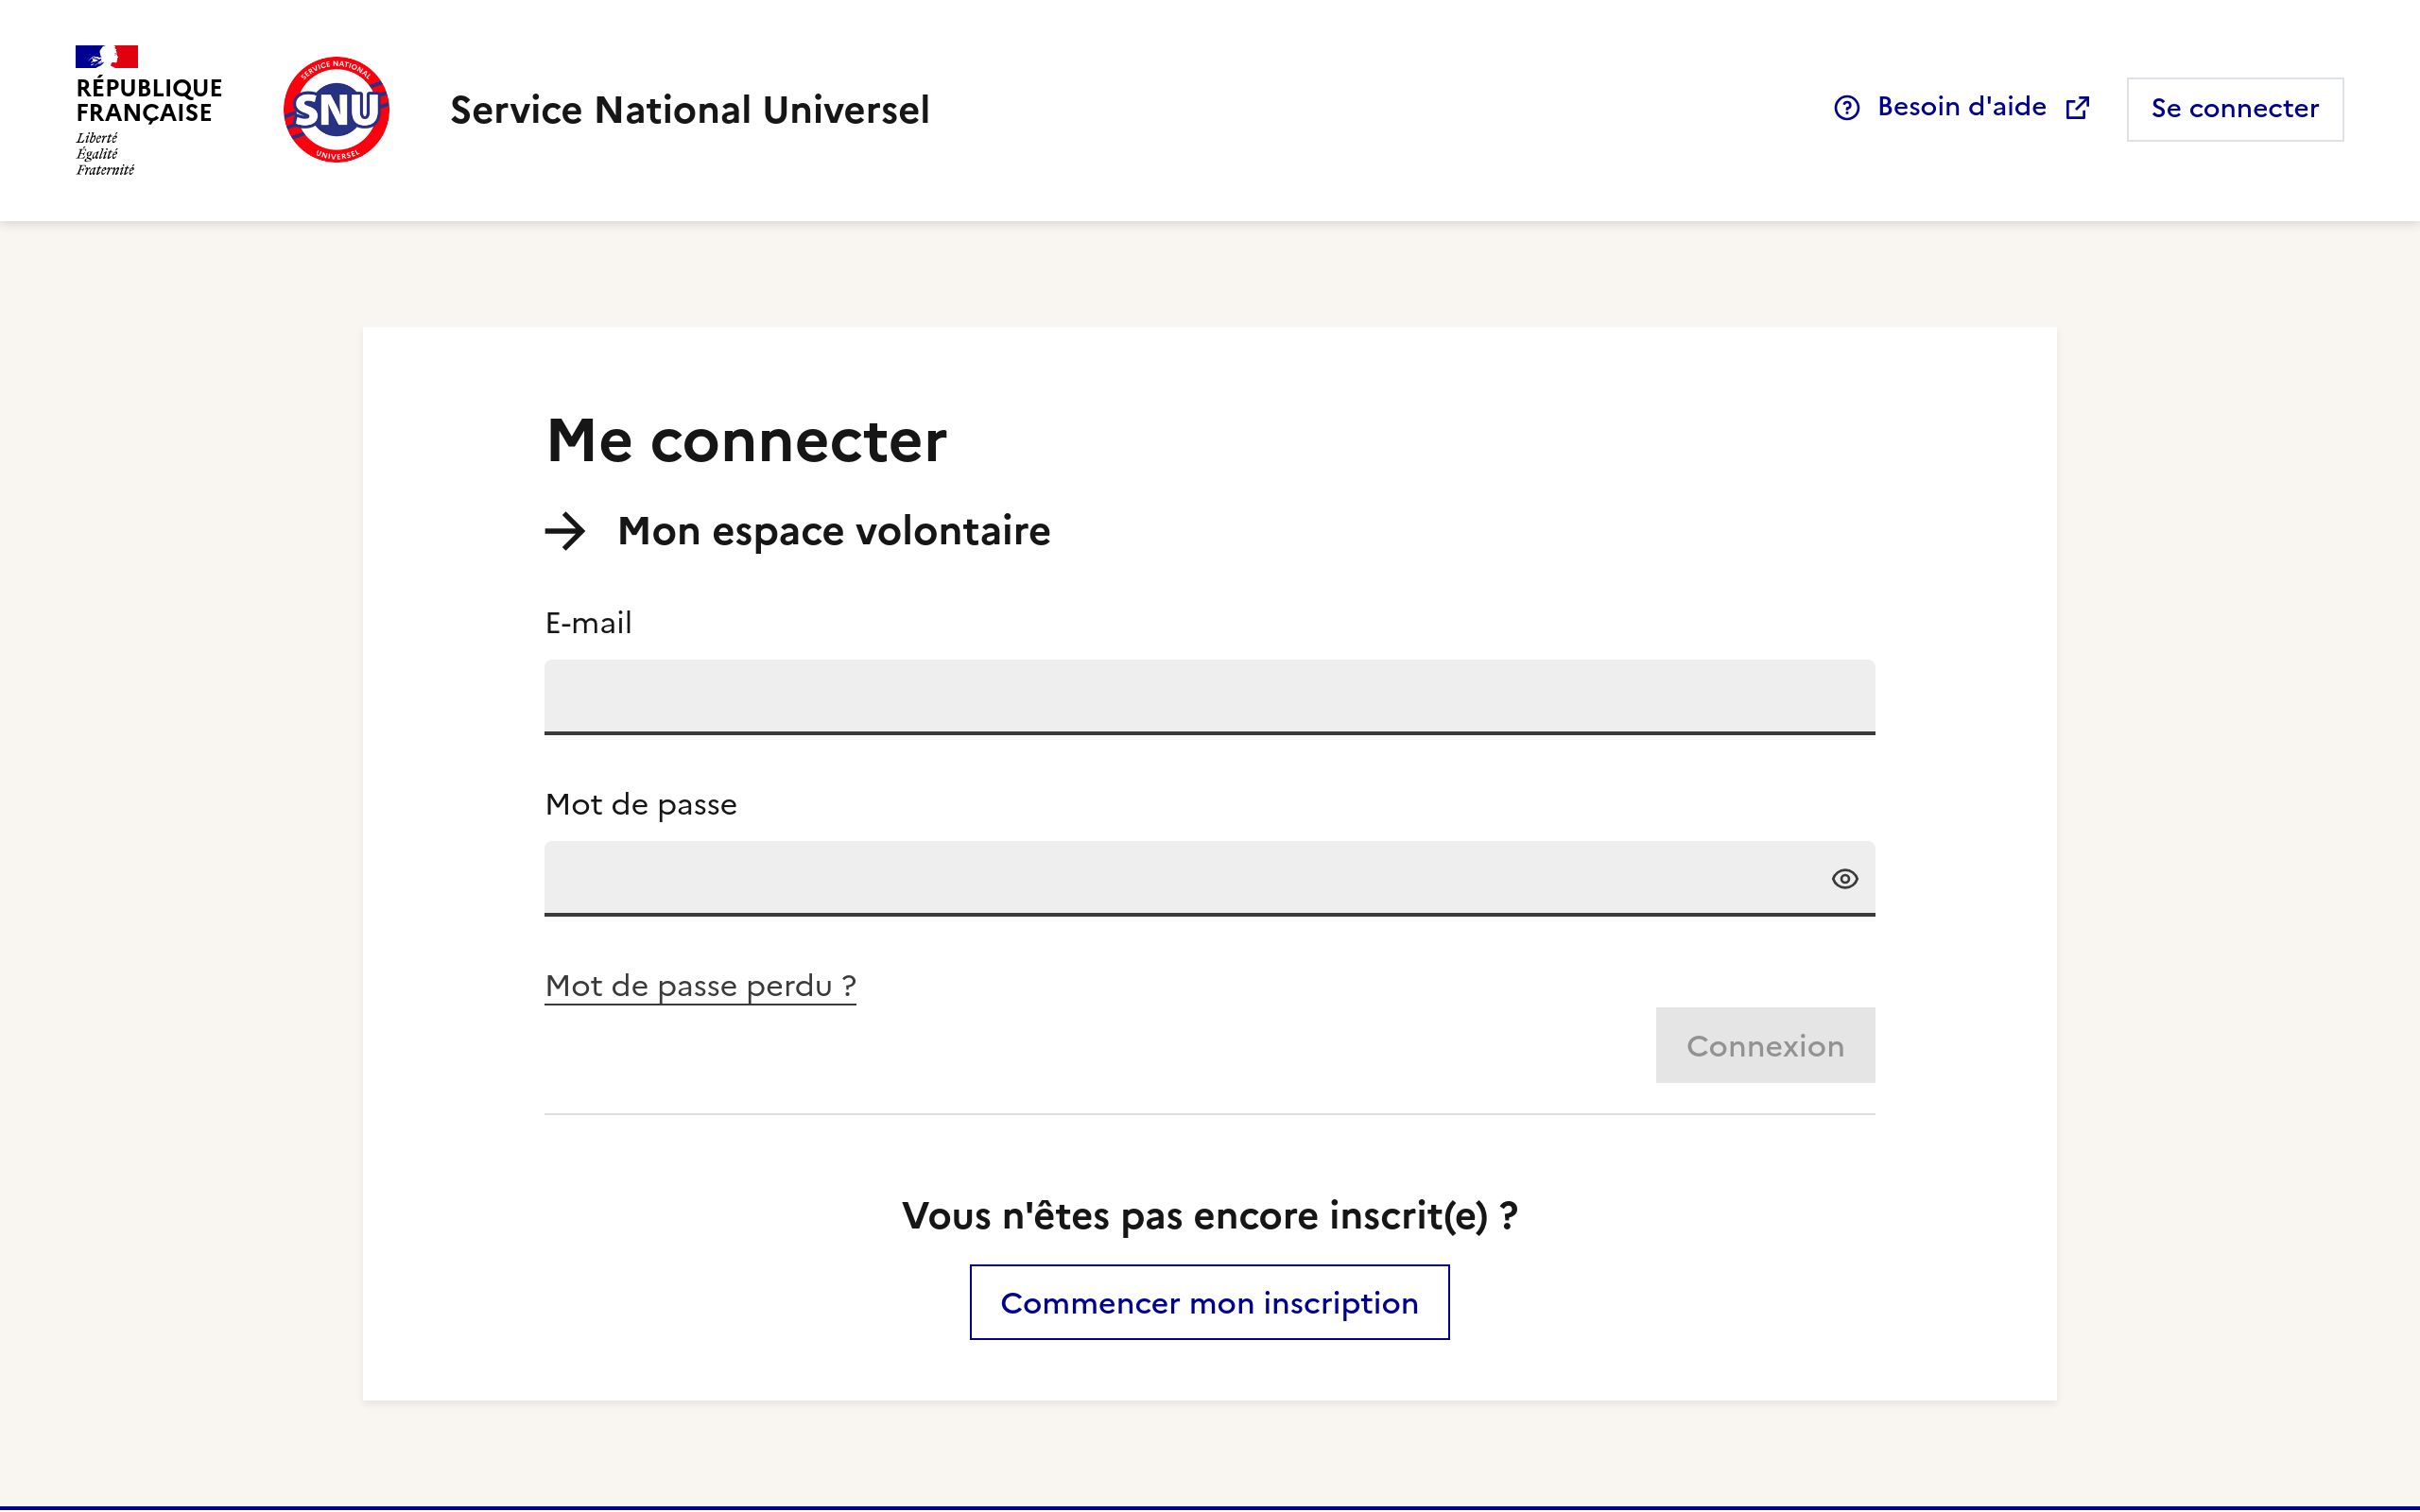 RÉPUBLIQUE
FRANÇAISE
Liberté
Égalité
Fraternité
SERVICE NATIONAL
SNU
UNIVERSEL
Service National Universel
Besoin d'aide
Se connecter
Me connecter
Mon espace volontaire
E-mail
Mot de passe
Mot de passe perdu ?
Connexion
Vous n'êtes pas encore inscrit(e) ?
Commencer mon inscription